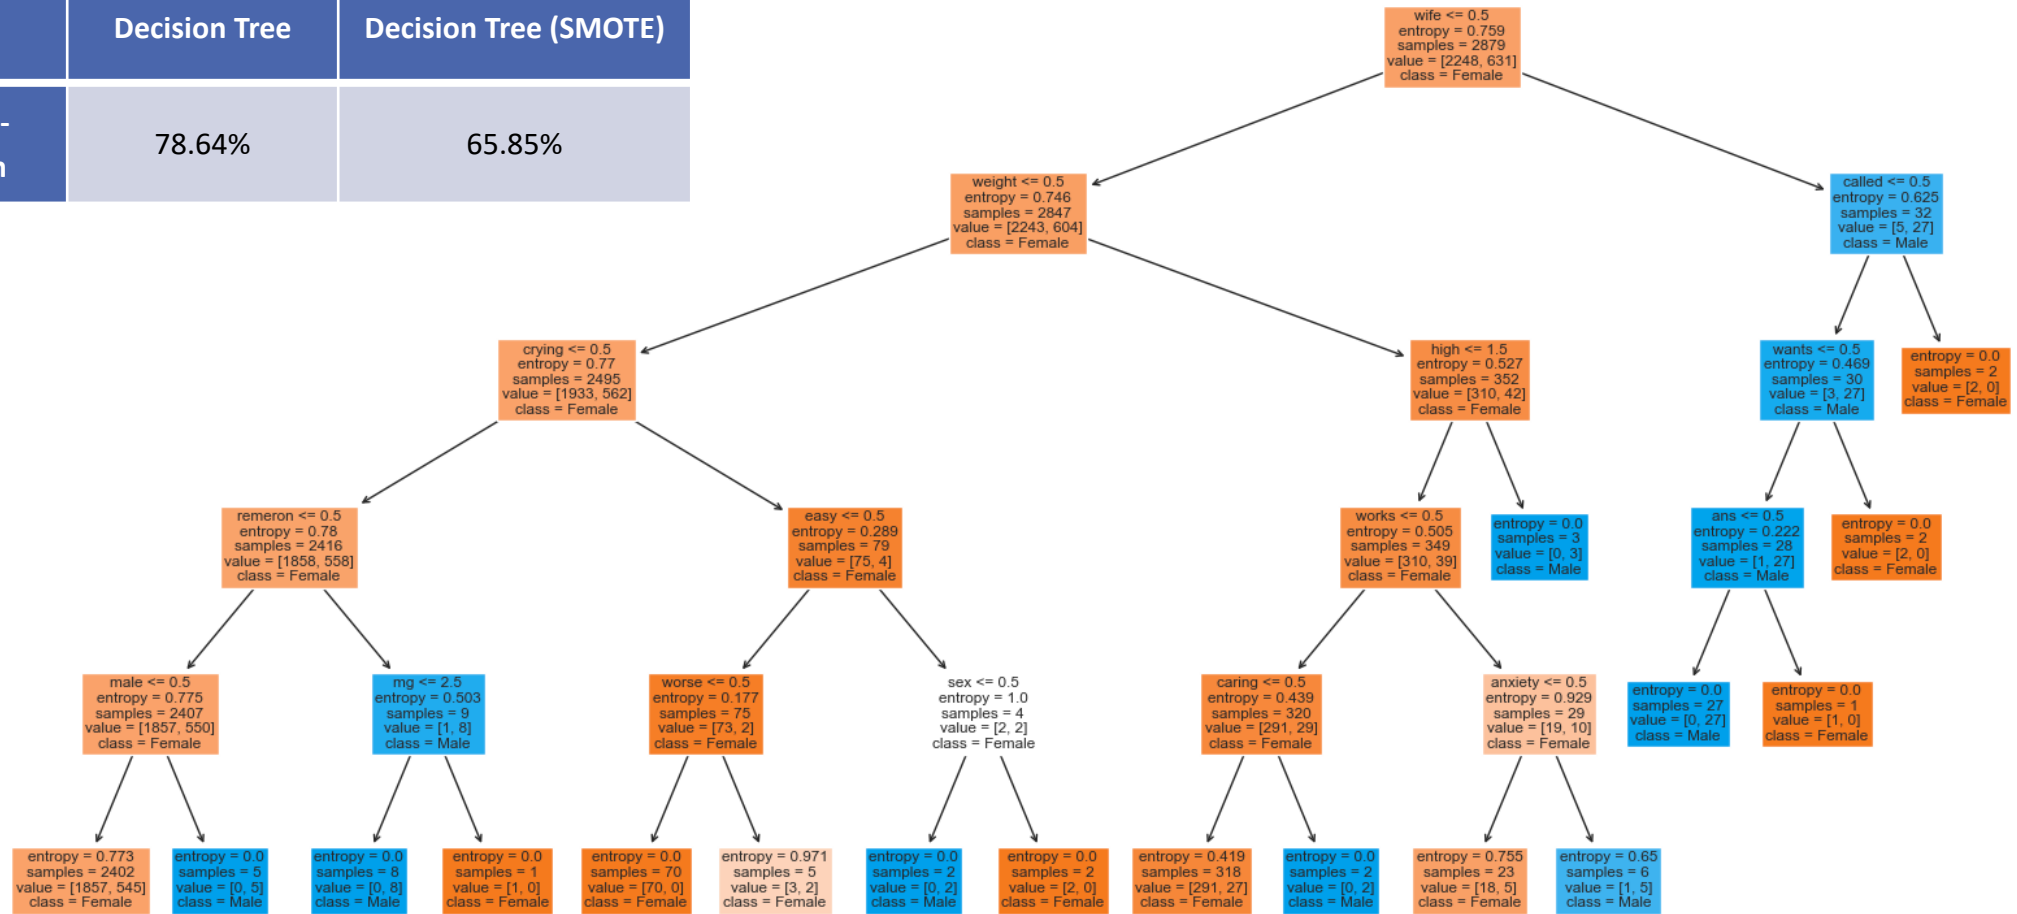 Decision Tree
Decision Tree (SMOTE)
-
n
78.64%
65.85%
wife <= 0.5
entropy = 0.759
samples = 2879
value = [2248, 631]
class = Female
weight <= 0.5
entropy = 0.746
samples = 2847
value = [2243, 604]
class = Female
called <= 0.5
entropy = 0.625
samples = 32
value = [5, 27]
class = Male
crying <= 0.5
entropy = 0.77
samples = 2495
value = [1933, 562]
class = Female
high <= 1.5
entropy = 0.527
samples = 352
value = [310, 42]
class = Female
wants <= 0.5
entropy = 0.469
samples = 30
value = [3, 27]
class = Male
entropy = 0.0
samples = 2
value = [2, 0]
class = Female
remeron <= 0.5
entropy = 0.78
samples = 2416
value = [1858, 558]
class = Female
easy <= 0.5
entropy = 0.289
samples = 79
value = [75, 4]
class = Female
works <= 0.5
entropy = 0.505
samples = 349
value = [310, 39]
class = Female
entropy = 0.0
samples = 3
value = [0, 3]
class = Male
ans <= 0.5
entropy = 0.222
samples = 28
value = [1, 27]
class = Male
entropy = 0.0
samples = 2
value = [2, 0]
class = Female
male <= 0.5
entropy = 0.775
samples = 2407
value = [1857, 550]
class = Female
mg <= 2.5
entropy = 0.503
samples = 9
value = [1, 8]
class = Male
worse <= 0.5
entropy = 0.177
samples = 75
value = [73, 2]
class = Female
sex <= 0.5
entropy = 1.0
samples = 4
value = [2, 2]
class = Female
caring <= 0.5
entropy = 0.439
samples = 320
value = [291, 29]
class = Female
anxiety <= 0.5
entropy = 0.929
samples = 29
value = [19, 10]
class = Female
entropy = 0.0
samples = 27
value = [0, 27]
class = Male
entropy = 0.0
samples = 1
value = [1, 0]
class = Female
entropy = 0.773
samples = 2402
value = [1857, 545]
class = Female
entropy = 0.0
samples = 5
value = [0, 5]
class = Male
entropy = 0.0
samples = 8
value = [0, 8]
class = Male
entropy = 0.0
samples = 1
value = [1, 0]
class = Female
entropy = 0.0
samples = 70
value = [70, 0]
class = Female
entropy = 0.971
samples = 5
value = [3, 2]
class = Female
entropy = 0.0
samples = 2
value = [0, 2]
class = Male
entropy = 0.0
samples = 2
value = [2, 0]
class = Female
entropy = 0.419
samples = 318
value = [291, 27]
class = Female
entropy = 0.0
samples = 2
value = [0, 2]
class = Male
entropy = 0.755
samples = 23
value = [18, 5]
class = Female
entropy = 0.65
samples = 6
value = [1, 5]
class = Male